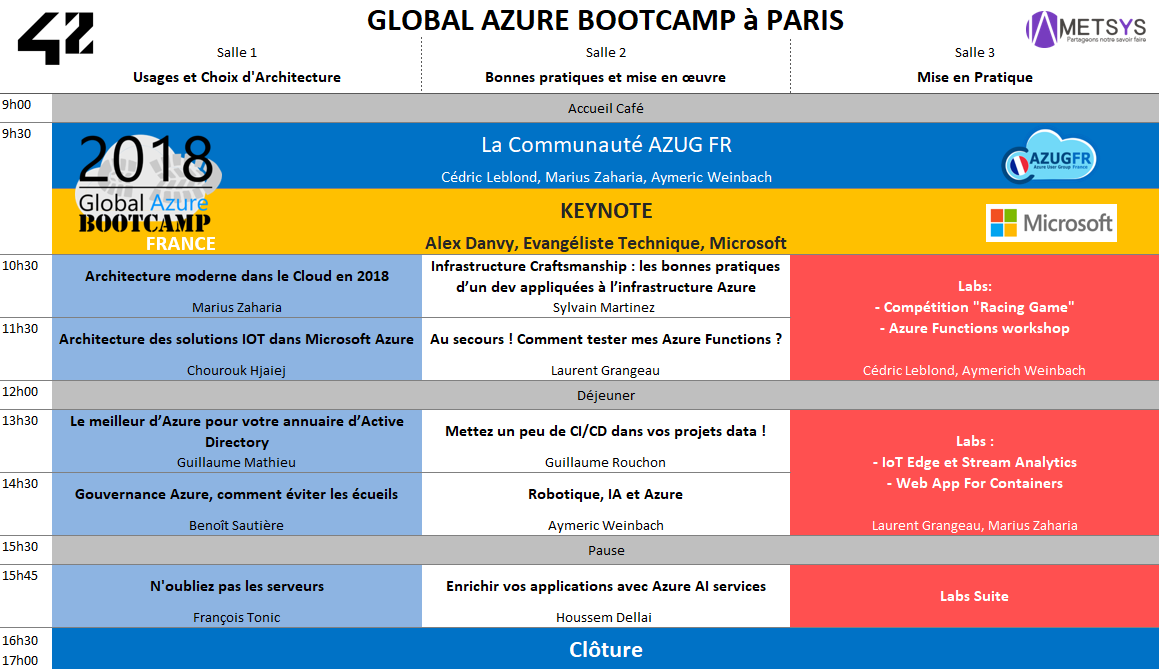 42
GLOBAL AZURE BOOTCAMP à PARIS
METSYS
Partageons notre savoir faire
Salle 1
Salle 2
Salle 3
Usages et Choix d'Architecture
Bonnes pratiques et mise en œuvre
Mise en Pratique
9h00
Accueil Café
9h30
2018
Global Azure
BOOTCAMP
FRANCE
La Communauté AZUG FR
Cédric Leblond, Marius Zaharia, Aymeric Weinbach
AZUGFR
Azure User Group France
KEYNOTE
Alex Danvy, Evangéliste Technique, Microsoft
Microsoft
10h30
Architecture moderne dans le Cloud en 2018
Marius Zaharia
Infrastructure Craftsmanship : les bonnes pratiques
d’un dev appliquées à l’infrastructure Azure
Sylvain Martinez
Labs:
- Compétition "Racing Game"
- Azure Functions workshop
Cédric Leblond, Aymerich Weinbach
11h30
Architecture des solutions IOT dans Microsoft Azure
Chourouk Hjaiej
Au secours ! Comment tester mes Azure Functions ?
Laurent Grangeau
12h00
Déjeuner
13h30
Le meilleur d’Azure pour votre annuaire d’Active
Directory
Guillaume Mathieu
Mettez un peu de CI/CD dans vos projets data !
Guillaume Rouchon
Labs :
- IoT Edge et Stream Analytics
- Web App For Containers
Laurent Grangeau, Marius Zaharia
14h30
Gouvernance Azure, comment éviter les écueils
Benoît Sautière
Robotique, IA et Azure
Aymeric Weinbach
15h30
Pause
15h45
N'oubliez pas les serveurs
François Tonic
Enrichir vos applications avec Azure AI services
Houssem Dellai
Labs Suite
16h30
17h00
Clôture